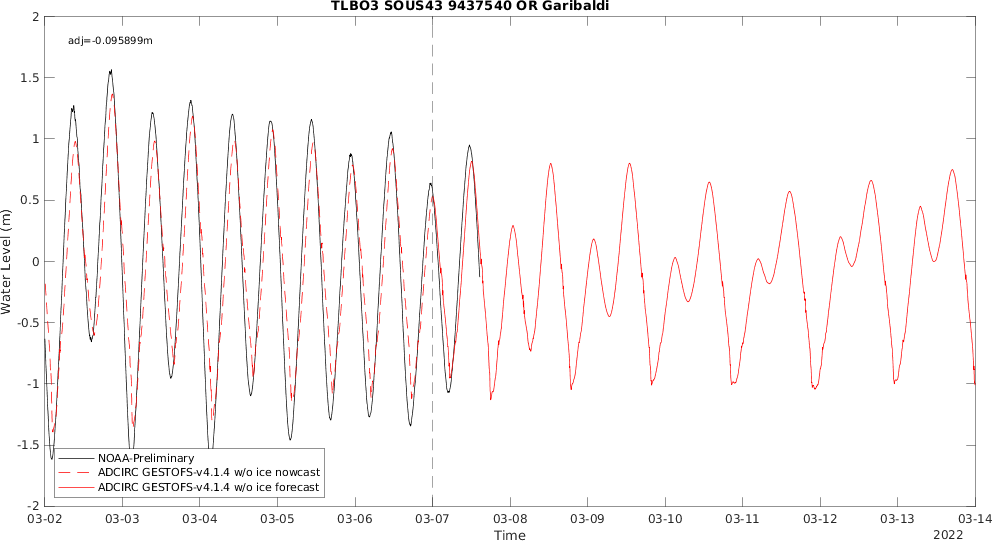 TLBO3 SOUS43 9437540 OR Garibaldi
adj=-0.095899m
2
1.5
1
0.5
0
-0.5
-1
-1.5
-2
Water Level (m)
NOAA-Preliminary
ADCIRC GESTOFS-v4.1.4 w/o ice nowcast
ADCIRC GESTOFS-v4.1.4 w/o ice forecast
03-02 03-03 03-04 03-05 03-06 03-07 03-08 03-09 03-10 03-11 03-12 03-13 03-14
Time
2022